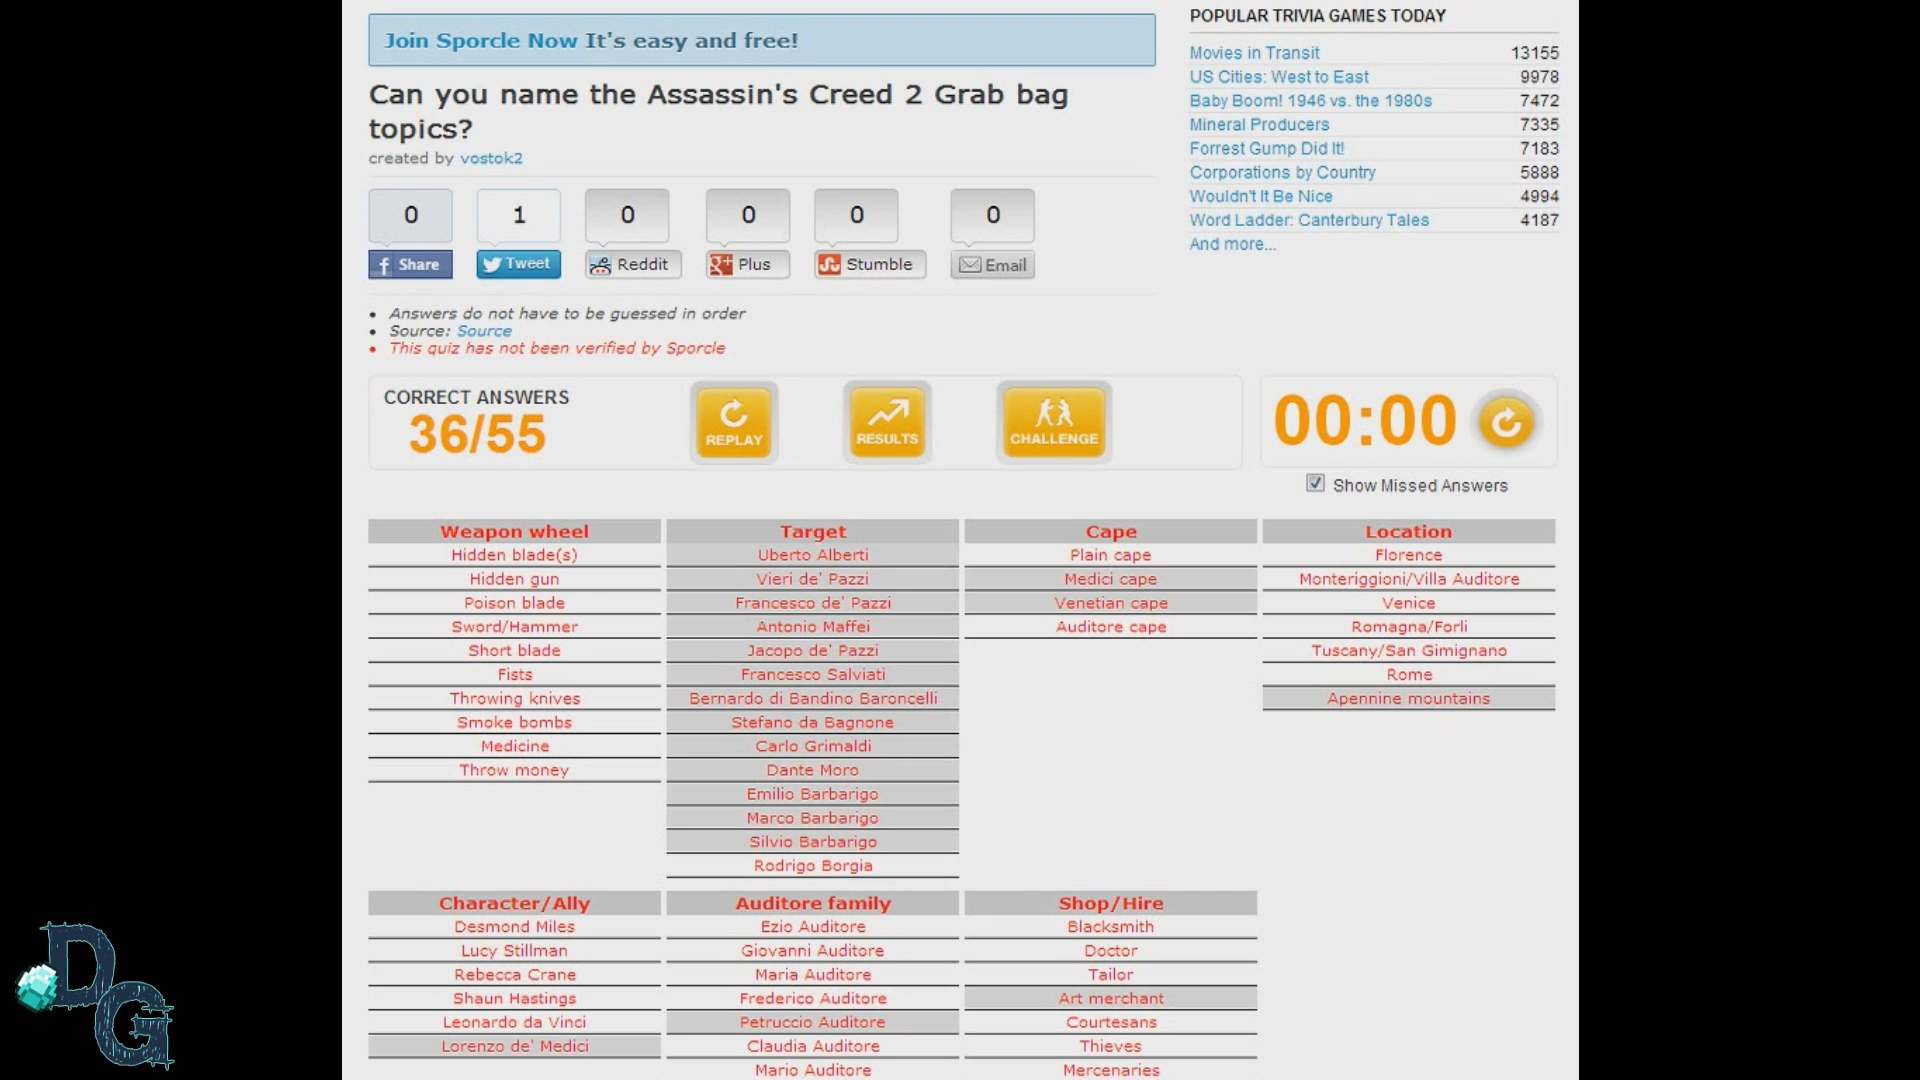 Join Sporcle Now It's easy and free!
Can you name the Assassin's Creed 2 Grab bag
topics?
created by vostok2
0 1 0 0 0 0
Share Tweet Reddit Plus Stumble Email
POPULAR TRIVIA GAMES TODAY
Movies in Transit 13155
US Cities: West to East 9978
Baby Boom! 1946 vs. the 1980s 7472
Mineral Producers 7335
Forrest Gump Did It! 7183
Corporations by Country 5888
Wouldn't It Be Nice 4994
Word Ladder: Canterbury Tales 4187
And more...
Answers do not have to be guessed in order
Source: Source
This quiz has not been verified by Sporcle
CORRECT ANSWERS
36/55
REPLAY
RESULTS
CHALLENGE
00:00
Show Missed Answers
Weapon wheel
Hidden blade(s)
Hidden gun
Poison blade
Sword/Hammer
Short blade
Fists
Throwing knives
Smoke bombs
Medicine
Throw money
Target
Uberto Alberti
Vieri de' Pazzi
Francesco de' Pazzi
Antonio Maffei
Jacopo de' Pazzi
Francesco Salviati
Bernardo di Bandino Baroncelli
Stefano da Bagnone
Carlo Grimaldi
Dante Moro
Emilio Barbarigo
Marco Barbarigo
Silvio Barbarigo
Rodrigo Borgia
Cape
Plain cape
Medici cape
Venetian cape
Auditore cape
Location
Florence
Monteriggioni/Villa Auditore
Venice
Romagna/Forli
Tuscany/San Gimignano
Rome
Apennine mountains
Character/Ally
Desmond Miles
Lucy Stillman
Rebecca Crane
Shaun Hastings
Leonardo da Vinci
Lorenzo de' Medici
Auditore family
Ezio Auditore
Giovanni Auditore
Maria Auditore
Frederico Auditore
Petruccio Auditore
Claudia Auditore
Mario Auditore
Shop/Hire
Blacksmith
Doctor
Tailor
Art merchant
Courtesans
Thieves
Mercenaries
DG